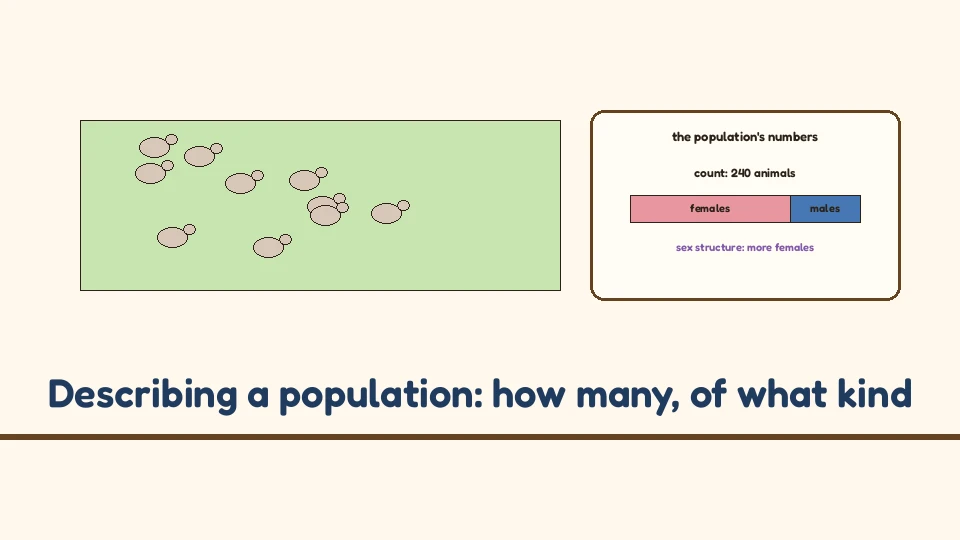 the population's numbers
count: 240 animals
females males
sex structure: more females
Describing a population: how many, of what kind